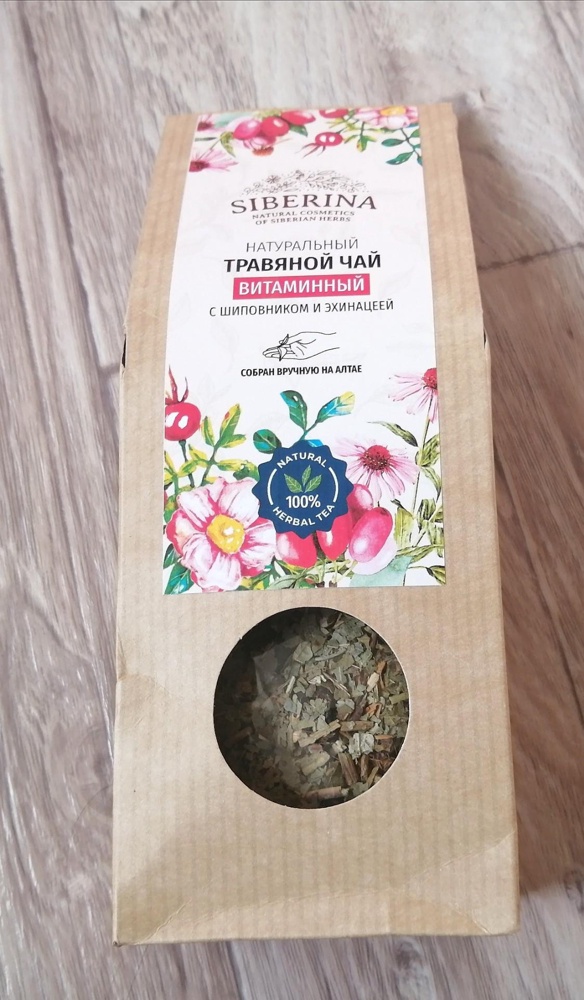 SIBERINA
NATURAL COSMETICS
OF SIBERIAN HERBS
НАТУРАЛЬНЫЙ
ТРАВЯНОЙ ЧАЙ
ВИТАМИННЫЙ
С ШИПОВНИКОМ И ЭХИНАЦЕЕЙ
СОБРАН ВРУЧНУЮ НА АЛТАЕ
NATURAL
100%
HERBAL TEA